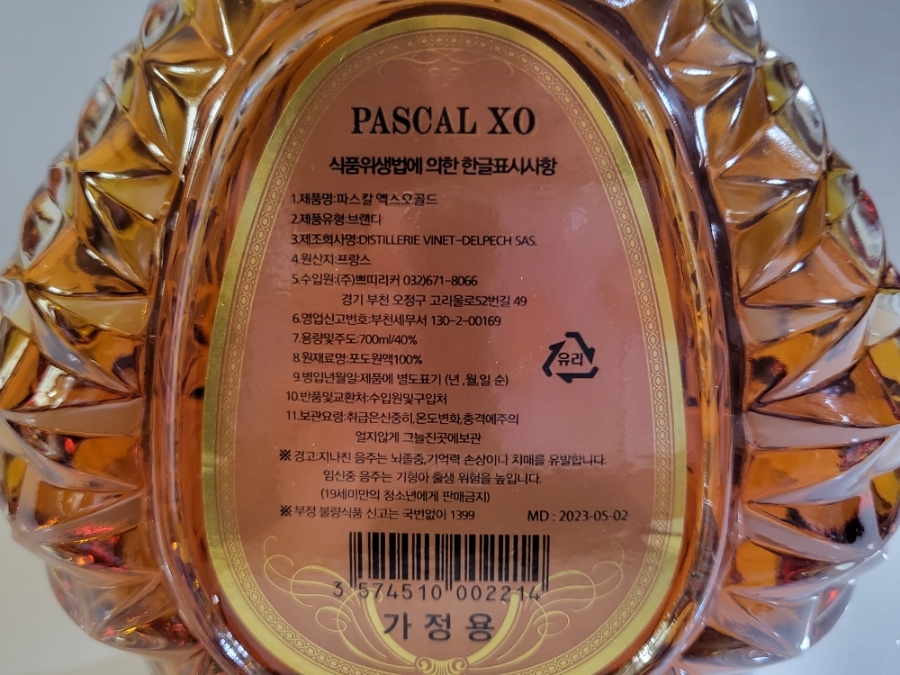 PASCAL XO
식품위생법에 의한 한글표시사항
1.제품명:파스칼 엑스오골드
2.제품유형:브랜디
3.제조회사명:DISTILLERIE VINET-DELPECH SAS.
4.원산지:프랑스
5.수입원:(주)쁘띠리커 032)671-8066
경기 부천 오정구 고리울로52번길 49
6.영업신고번호:부천세무서 130-2-00169
7.용량및주도:700ml/40%
8.원재료명:포도원액100%
9.병입년월일:제품에 별도표기 (년 ,월,일 순)
10.반품및교환처:수입원및구입처
11.보관요령:취급은신중히,온도변화,충격에주의
얼지않게 그늘진곳에보관
※ 경고:지나친 음주는 뇌졸중,기억력 손상이나 치매를 유발합니다.
임신중 음주는 기형아 출생 위험을 높입니다.
(19세미만의 청소년에게 판매금지)
※ 부정 불량식품 신고는 국번없이 1399
MD : 2023-05-02
유리
3 574510 002214
가정용